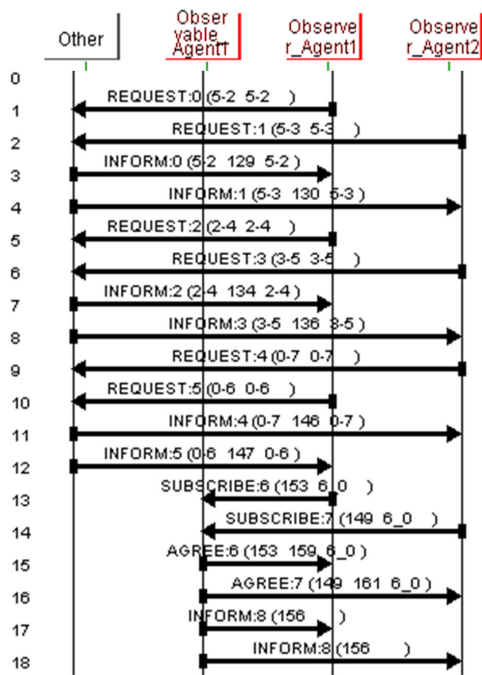 Other
Obser
vable_
Agent1
Observe
r_Agent1
Observe
r_Agent2
0
1
REQUEST:0 (5-2 5-2 )
2
REQUEST:1 (5-3 5-3 )
3
INFORM:0 (5-2 129 5-2 )
4
INFORM:1 (5-3 130 5-3 )
5
REQUEST:2 (2-4 2-4 )
6
REQUEST:3 (3-5 3-5 )
7
INFORM:2 (2-4 134 2-4 )
8
INFORM:3 (3-5 136 3-5 )
9
REQUEST:4 (0-7 0-7 )
10
REQUEST:5 (0-6 0-6 )
11
INFORM:4 (0-7 146 0-7 )
12
INFORM:5 (0-6 147 0-6 )
13
SUBSCRIBE:6 (153 6_0 )
14
SUBSCRIBE:7 (149 6_0 )
15
AGREE:6 (153 159 6_0 )
16
AGREE:7 (149 161 6_0 )
17
INFORM:8 (156 )
18
INFORM:8 (156 )